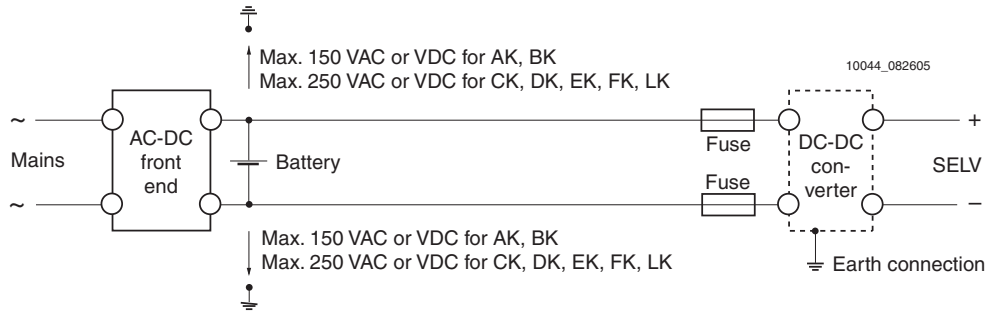 Max. 150 VAC or VDC for AK, BK
Max. 250 VAC or VDC for CK, DK, EK, FK, LK
10044_082605
~
Mains
~
AC-DC
front
end
Battery
Fuse
Fuse
DC-DC
con-
verter
+
SELV
–
Max. 150 VAC or VDC for AK, BK
Max. 250 VAC or VDC for CK, DK, EK, FK, LK
Earth connection